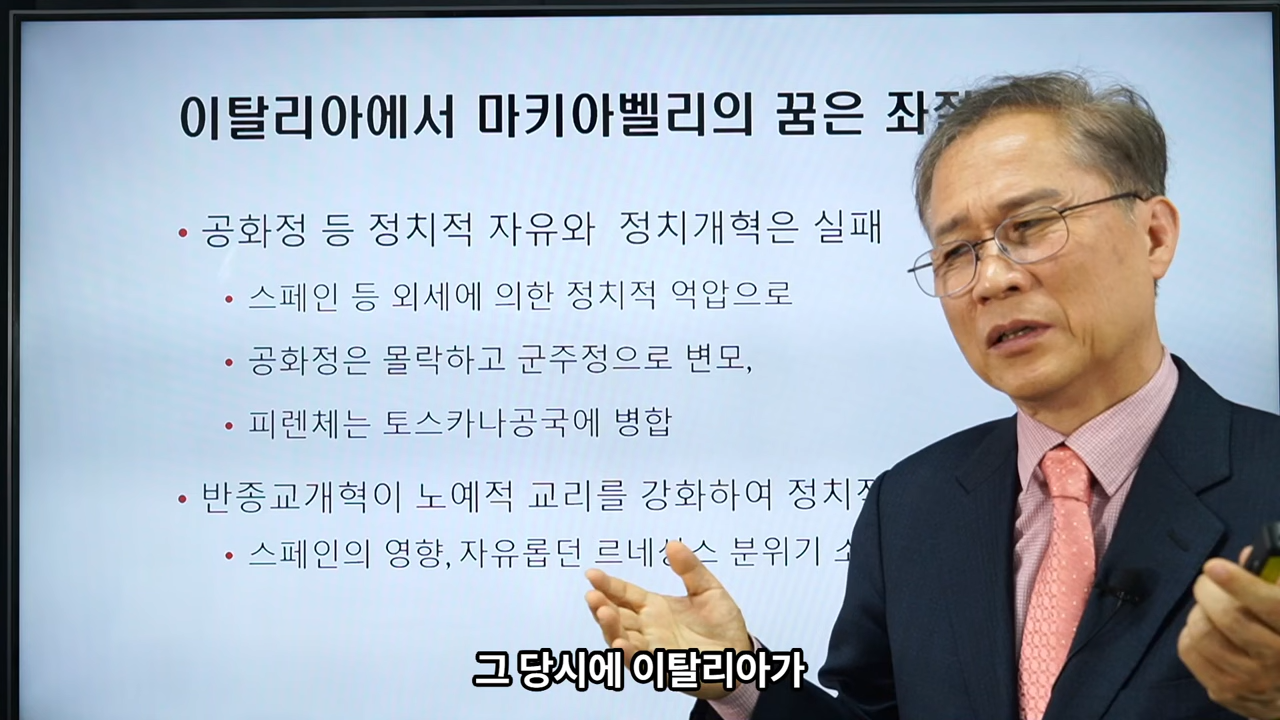 이탈리아에서 마키아벨리의 꿈은
• 공화정 등 정치적 자유와 정치개혁은 실패
• 스페인 등 외세에 의한 정치적 억압으로
• 공화정은 몰락하고 군주정으로 변모,
• 피렌체는 토스카나공국에 병합
• 반종교개혁이 노예적 교리를 강화하여
• 스페인의 영향, 자유롭던 르네상스 분위기
그 당시에 이탈리아가